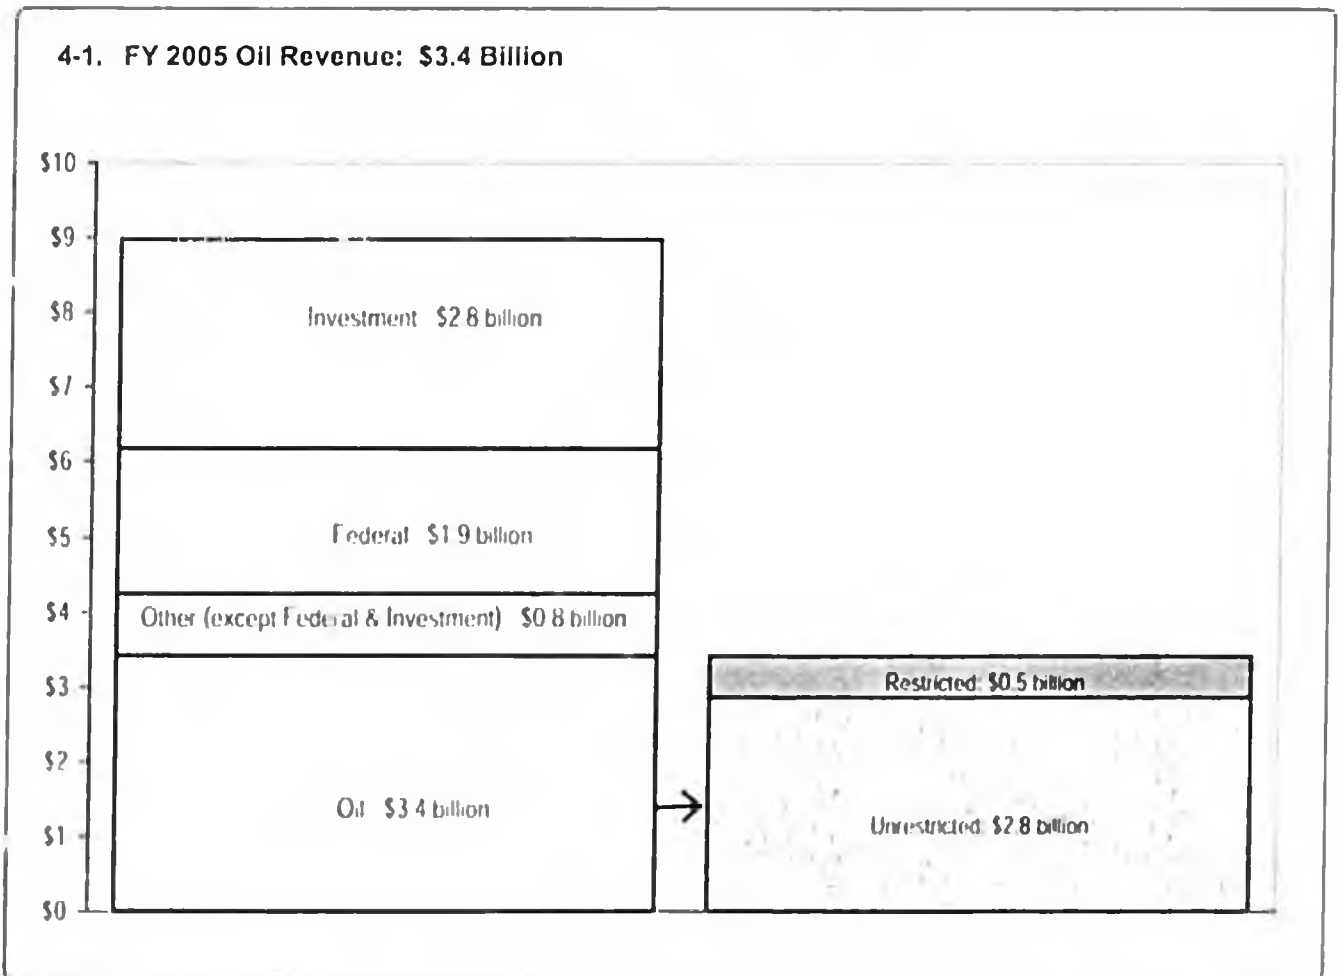 4-1. FY 2005 Oil Revenue: $3.4 Billion
$10
$9
$8
$7
$6
$5
$4
$3
$2
$1
$0
Investment $2.8 billion
Federal $1.9 billion
Other (except Federal & Investment) $0.8 billion
Oil $3.4 billion
Restricted: $0.5 billion
Unrestricted: $2.8 billion